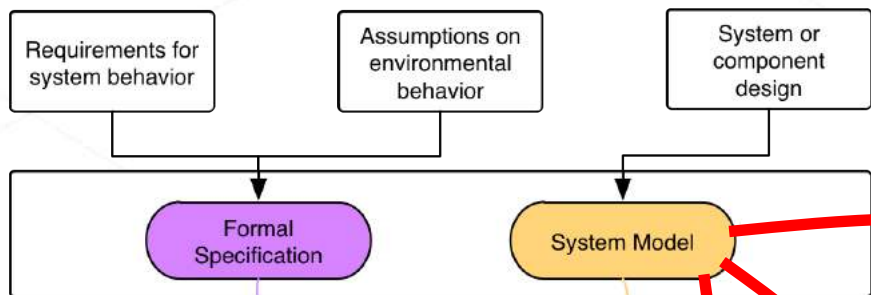 Requirements for
system behavior
Assumptions on
environmental
behavior
System or
component
design
Formal
Specification
System Model